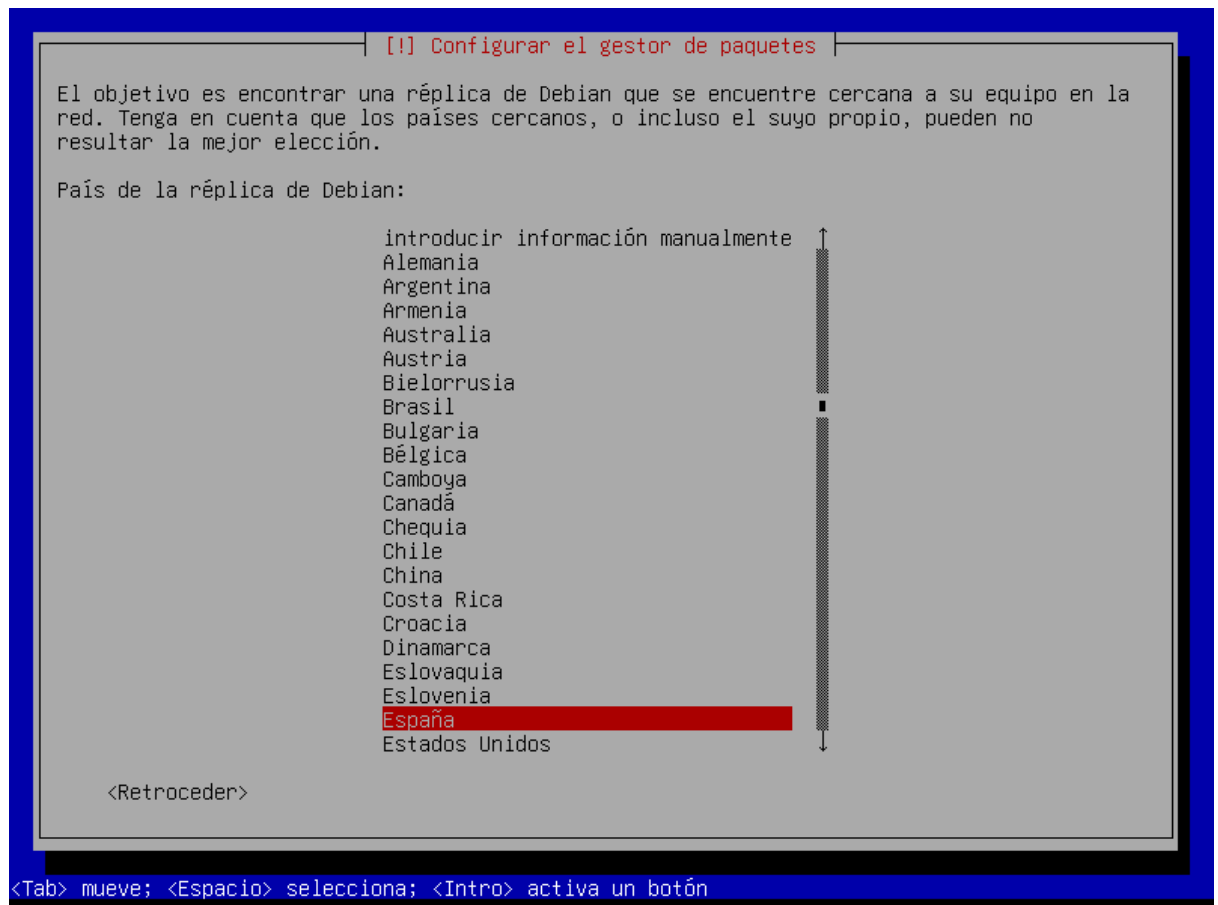 [!] Configurar el gestor de paquetes
El objetivo es encontrar una réplica de Debian que se encuentre cercana a su equipo en la
red. Tenga en cuenta que los países cercanos, o incluso el suyo propio, pueden no
resultar la mejor elección.
País de la réplica de Debian:
introducir información manualmente
Alemania
Argentina
Armenia
Australia
Austria
Bielorrusia
Brasil
Bulgaria
Bélgica
Camboya
Canadá
Chequia
Chile
China
Costa Rica
Croacia
Dinamarca
Eslovaquia
Eslovenia
España
Estados Unidos
<Retroceder>
<Tab> mueve; <Espacio> selecciona; <Intro> activa un botón